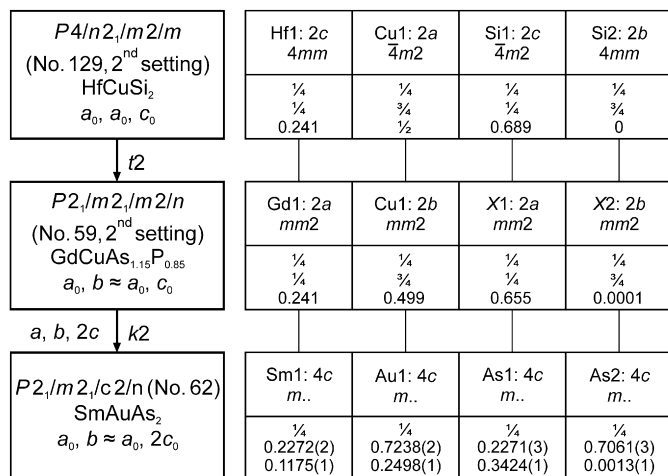 P4/n2₁/m2/m
(No. 129, 2ⁿᵈ setting)
HfCuSi₂
a₀, a₀, c₀
Hf1: 2c Cu1: 2a Si1: 2c Si2: 2b
4mm 4̅m2 4̅m2 4mm
¼ ¼ ¼ ¼
¼ ¾ ¼ ¾
0.241 ½ 0.689 0
t2
P2₁/m2₁/m2/n
(No. 59, 2ⁿᵈ setting)
GdCuAs₁.₁₅P₀.₈₅
a₀, b ≈ a₀, c₀
Gd1: 2a Cu1: 2b X1: 2a X2: 2b
mm2 mm2 mm2 mm2
¼ ¼ ¼ ¼
¼ ¾ ¼ ¾
0.241 0.499 0.655 0.0001
a, b, 2c k2
P2₁/m2₁/c2/n (No. 62)
SmAuAs₂
a₀, b ≈ a₀, 2c₀
Sm1: 4c Au1: 4c As1: 4c As2: 4c
m.. m.. m.. m..
¼ ¼ ¼ ¼
0.2272(2) 0.7238(2) 0.2271(3) 0.7061(3)
0.1175(1) 0.2498(1) 0.3424(1) 0.0013(1)